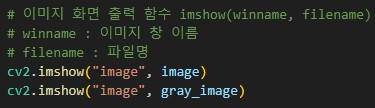 # 이미지 화면 출력 함수 imshow(winname, filename)
# winname : 이미지 창 이름
# filename : 파일명
cv2.imshow("image", image)
cv2.imshow("image", gray_image)